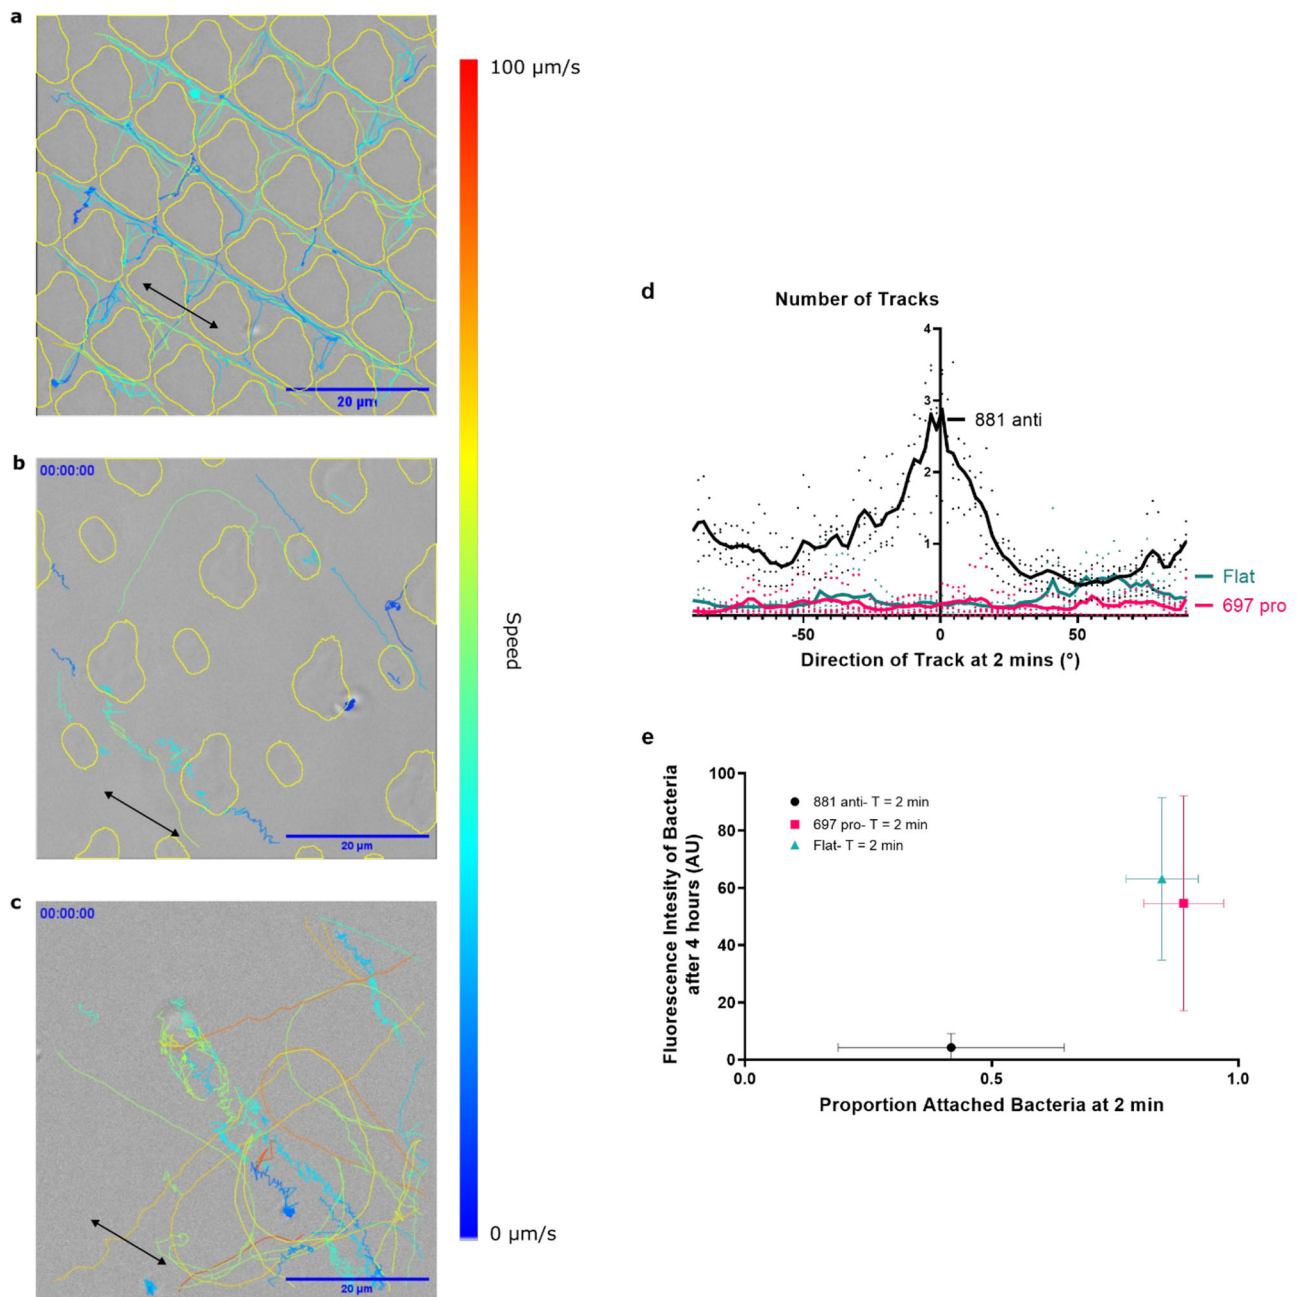 a
100 μm/s
20 μm
b
00:00:00
20 μm
c
00:00:00
20 μm
Speed
0 μm/s
d
Number of Tracks
4
3
2
1
881 anti
Flat
697 pro
-50 0 50
Direction of Track at 2 mins (°)
e
Fluorescence Intesity of Bacteria
after 4 hours (AU)
100
80
60
40
20
0
881 anti- T = 2 min
697 pro- T = 2 min
Flat- T = 2 min
0.0 0.5 1.0
Proportion Attached Bacteria at 2 min